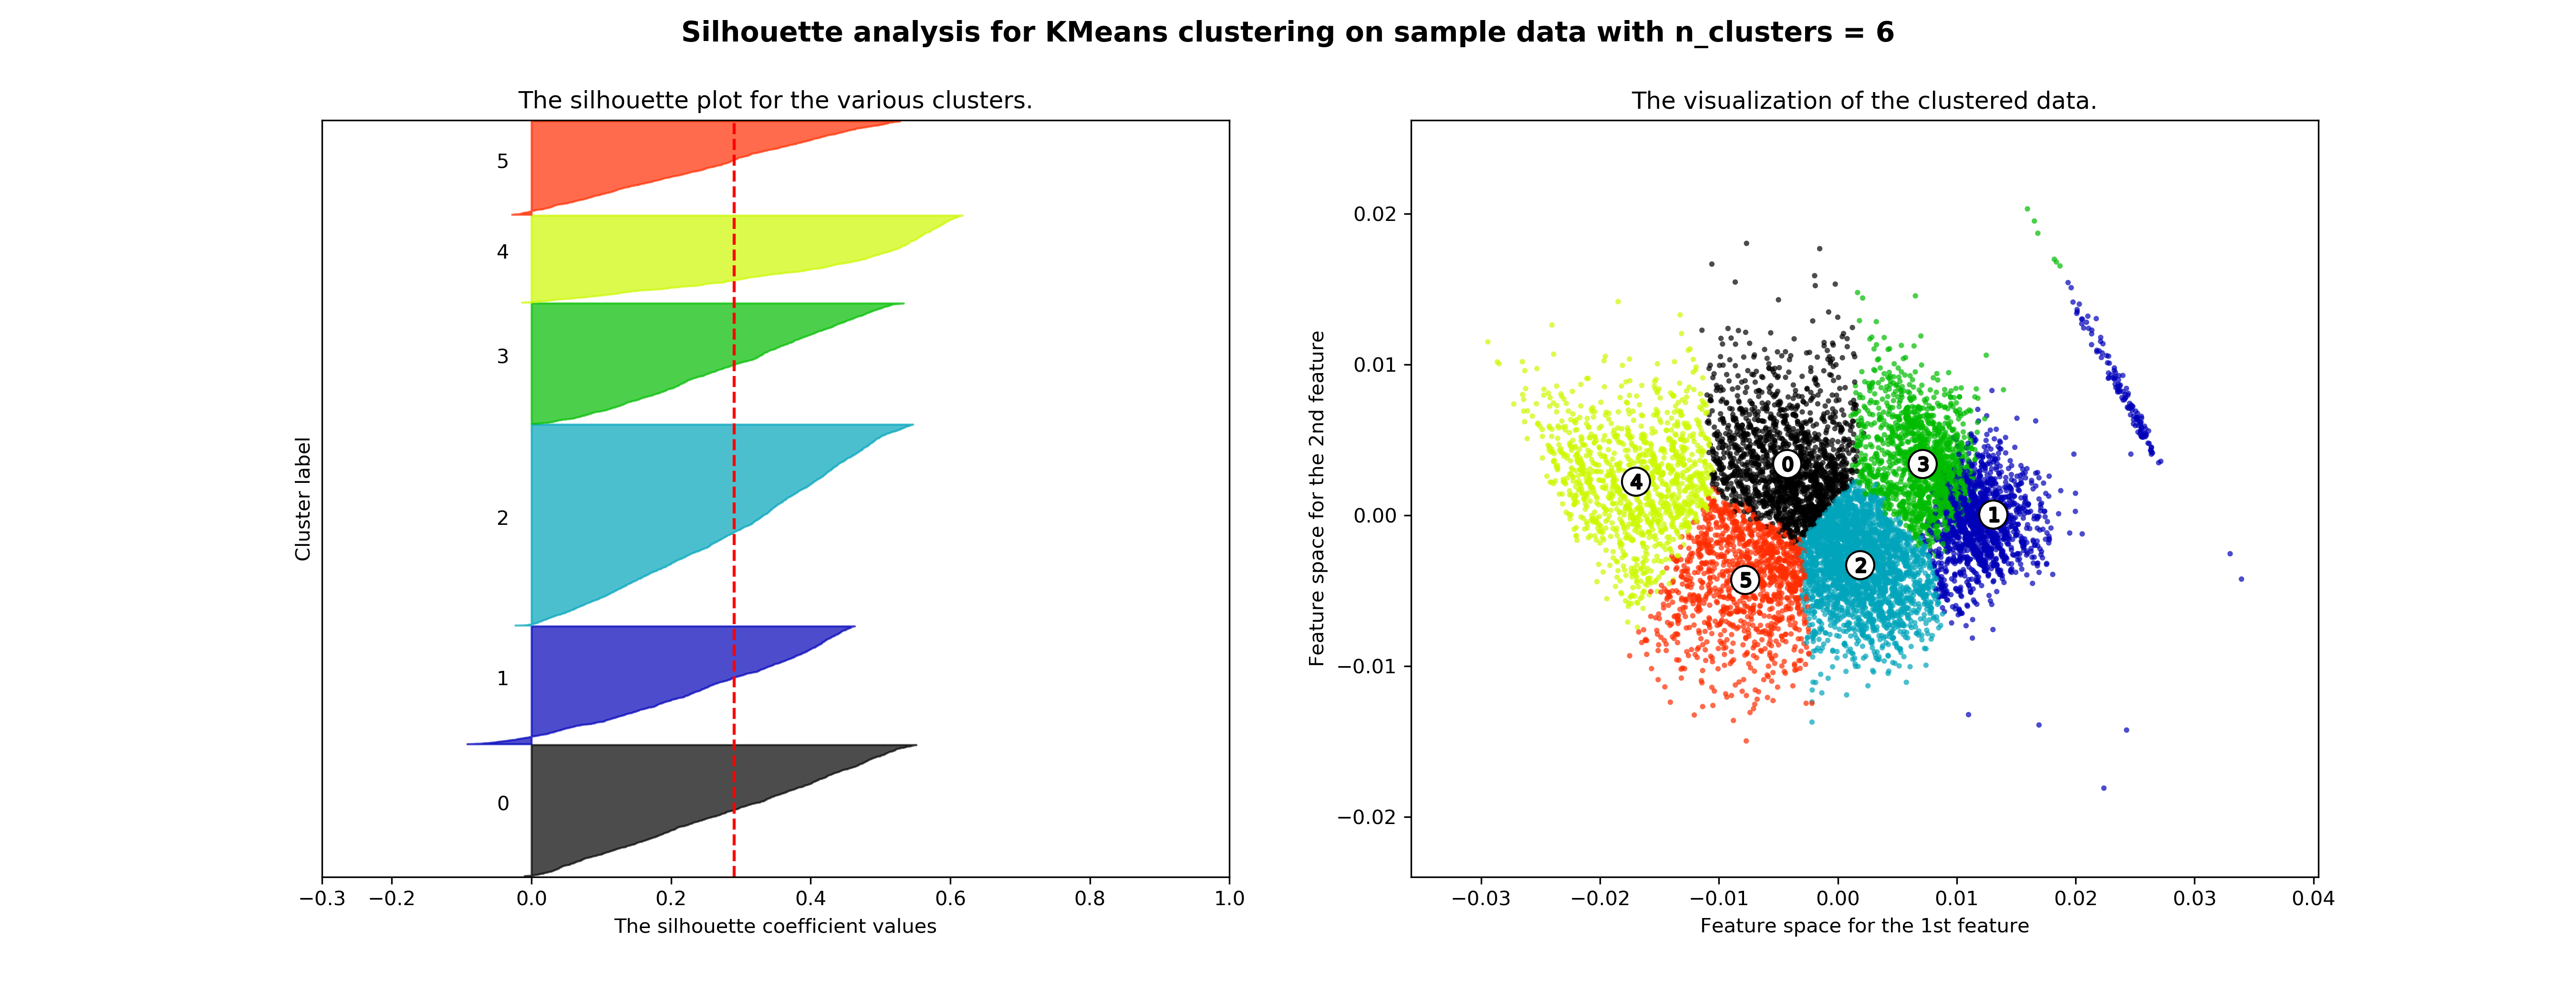 Silhouette analysis for KMeans clustering on sample data with n_clusters = 6
The silhouette plot for the various clusters.
Cluster label
5
4
3
2
1
0
−0.3 −0.2 0.0 0.2 0.4 0.6 0.8 1.0
The silhouette coefficient values
The visualization of the clustered data.
Feature space for the 2nd feature
0.02
0.01
0.00
−0.01
−0.02
0
3
4
1
2
5
−0.03 −0.02 −0.01 0.00 0.01 0.02 0.03 0.04
Feature space for the 1st feature